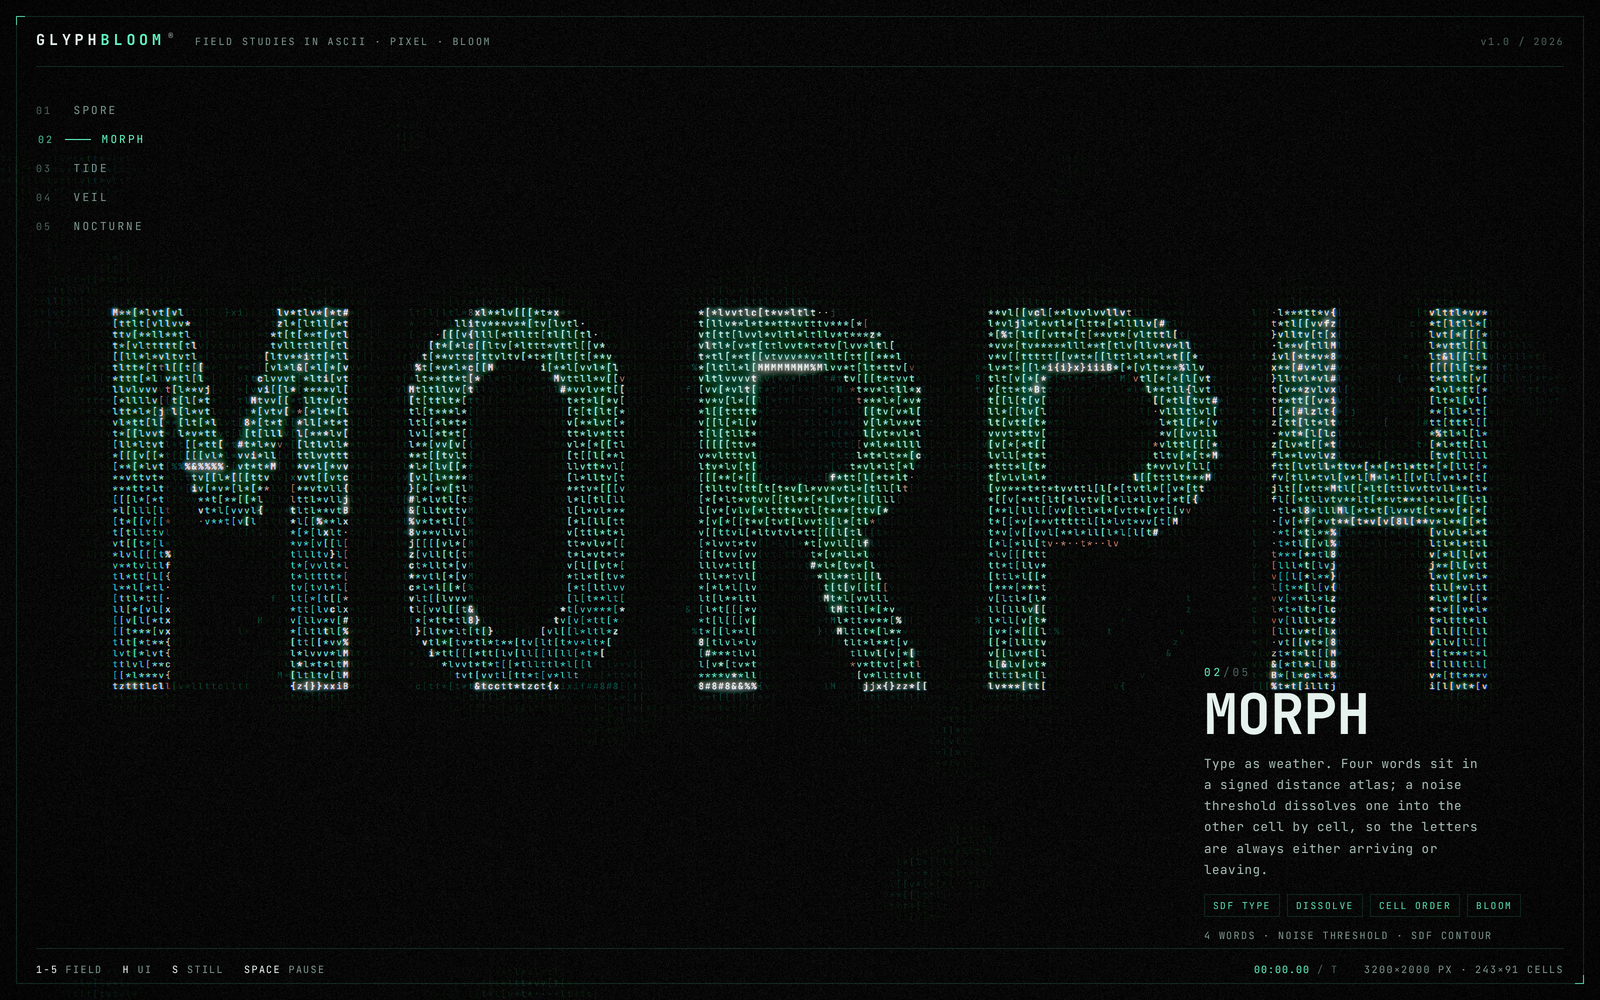 GLYPHBLOOM® FIELD STUDIES IN ASCII · PIXEL · BLOOM
v1.0 / 2026
01 SPORE
02 MORPH
03 TIDE
04 VEIL
05 NOCTURNE
MORPH
02/05
MORPH
Type as weather. Four words sit in
a signed distance atlas; a noise
threshold dissolves one into the
other cell by cell, so the letters
are always either arriving or
leaving.
SDF TYPE DISSOLVE CELL ORDER BLOOM
4 WORDS · NOISE THRESHOLD · SDF CONTOUR
1-5 FIELD H UI S STILL SPACE PAUSE
00:00.00 / T 3200×2000 PX · 243×91 CELLS